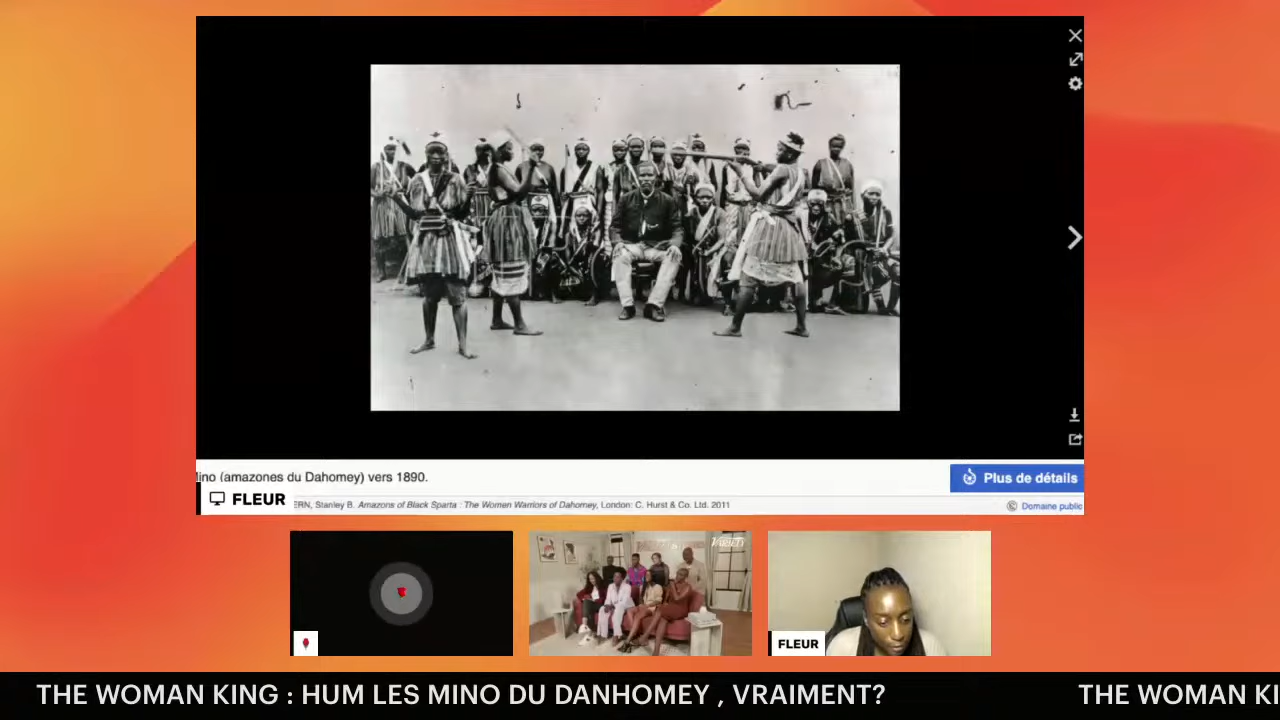 Mino (amazones du Dahomey) vers 1890.
Plus de détails
FLEUR
ERN, Stanley B. Amazons of Black Sparta : The Women Warriors of Dahomey, London: C. Hurst & Co. Ltd. 2011
Domaine public
VARIETY
FLEUR
THE WOMAN KING : HUM LES MINO DU DANHOMEY , VRAIMENT?
THE WOMAN KI